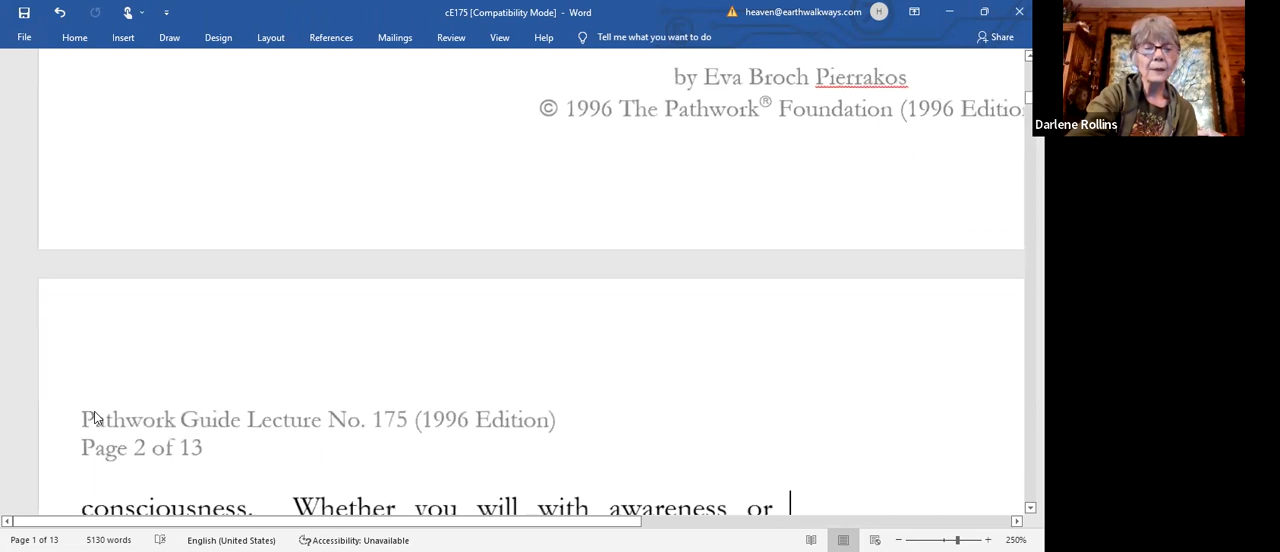 cE175 [Compatibility Mode] - Word
heaven@earthwalkways.com
H
File Home Insert Draw Design Layout References Mailings Review View Help Tell me what you want to do
Share
by Eva Broch Pierrakos
© 1996 The Pathwork® Foundation (1996 Editio
Darlene Rollins
Pathwork Guide Lecture No. 175 (1996 Edition)
Page 2 of 13
consciousness. Whether you will with awareness or
Page 1 of 13 5130 words English (United States) Accessibility: Unavailable 250%